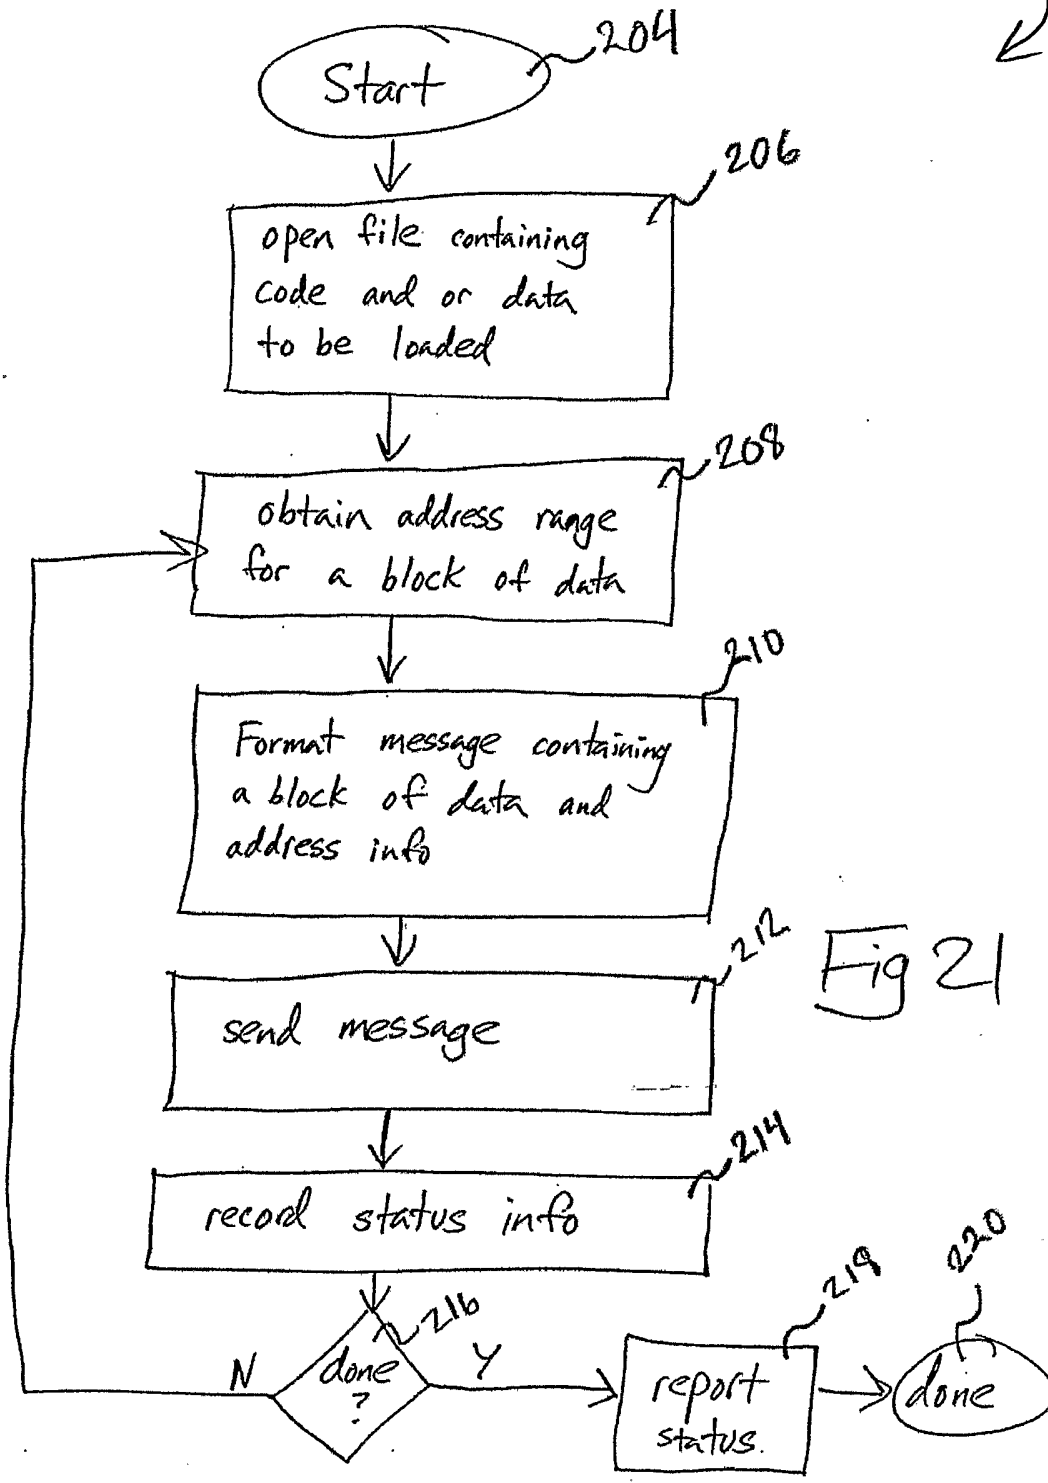 204
Start
206
open file containing
code and or data
to be loaded
208
obtain address range
for a block of data
210
Format message containing
a block of data and
address info
212
Fig 21
send message
214
record status info
216
done
?
N
Y
218
report
status.
220
done